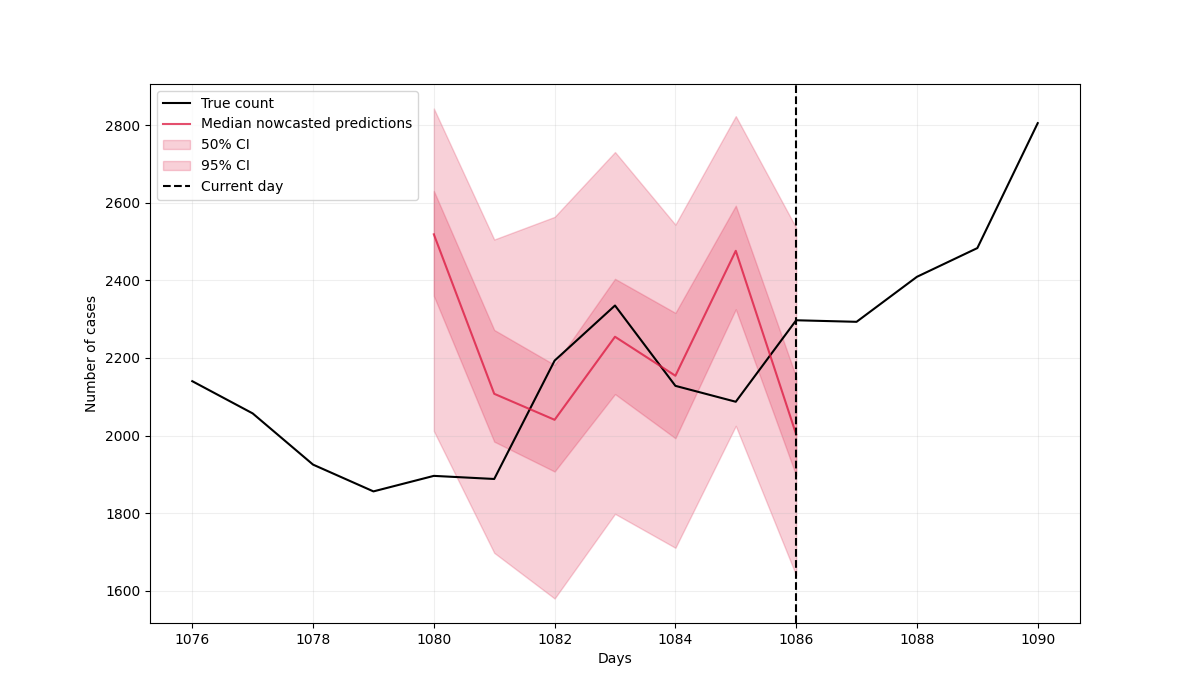 True count
Median nowcasted predictions
50% CI
95% CI
Current day
2800
2600
2400
2200
2000
1800
1600
Number of cases
1076 1078 1080 1082 1084 1086 1088 1090
Days